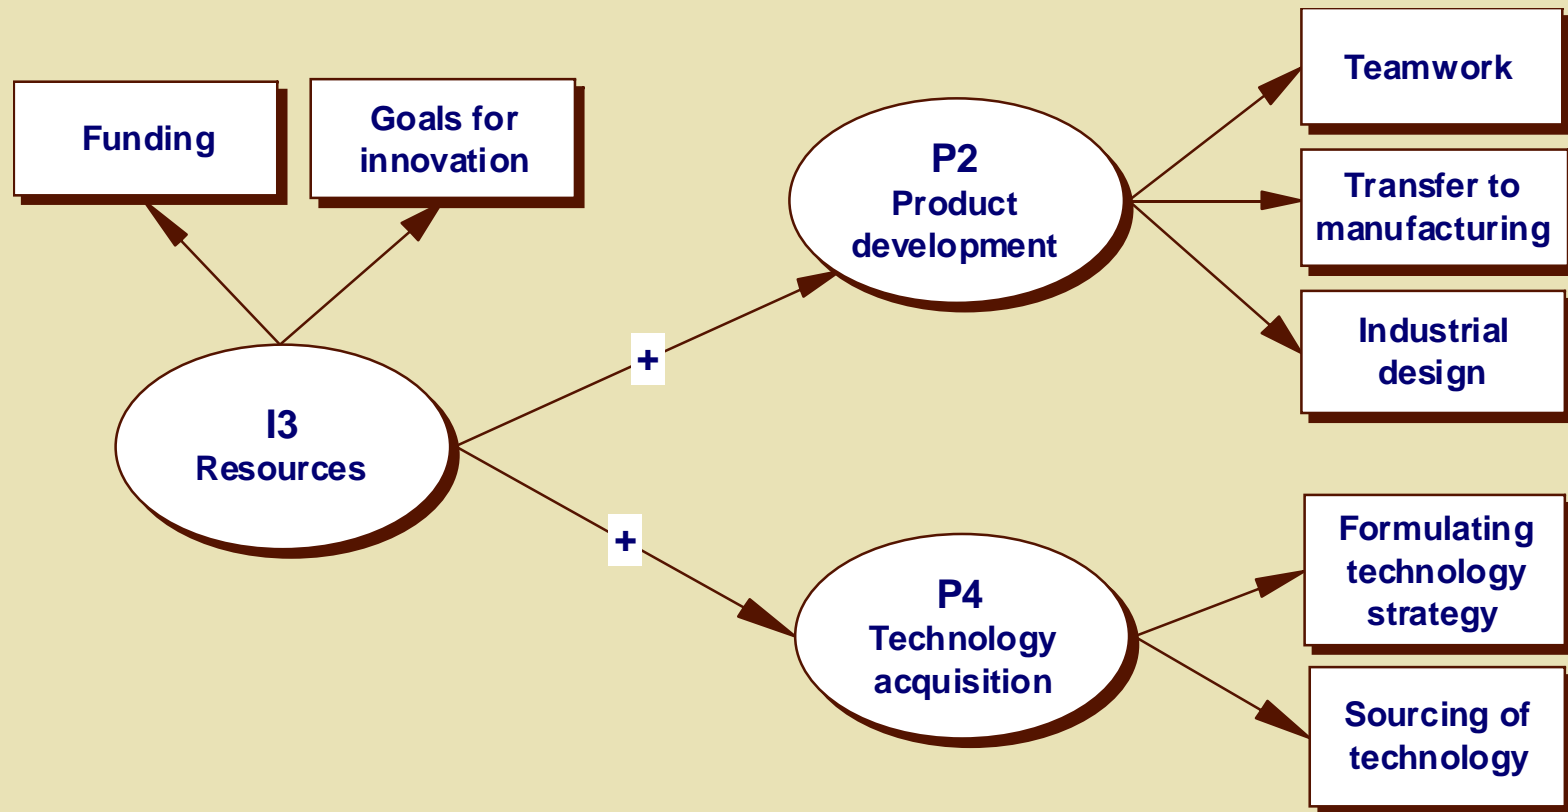 Funding
Goals for
innovation
I3
Resources
+
+
P2
Product
development
Teamwork
Transfer to
manufacturing
Industrial
design
P4
Technology
acquisition
Formulating
technology
strategy
Sourcing of
technology